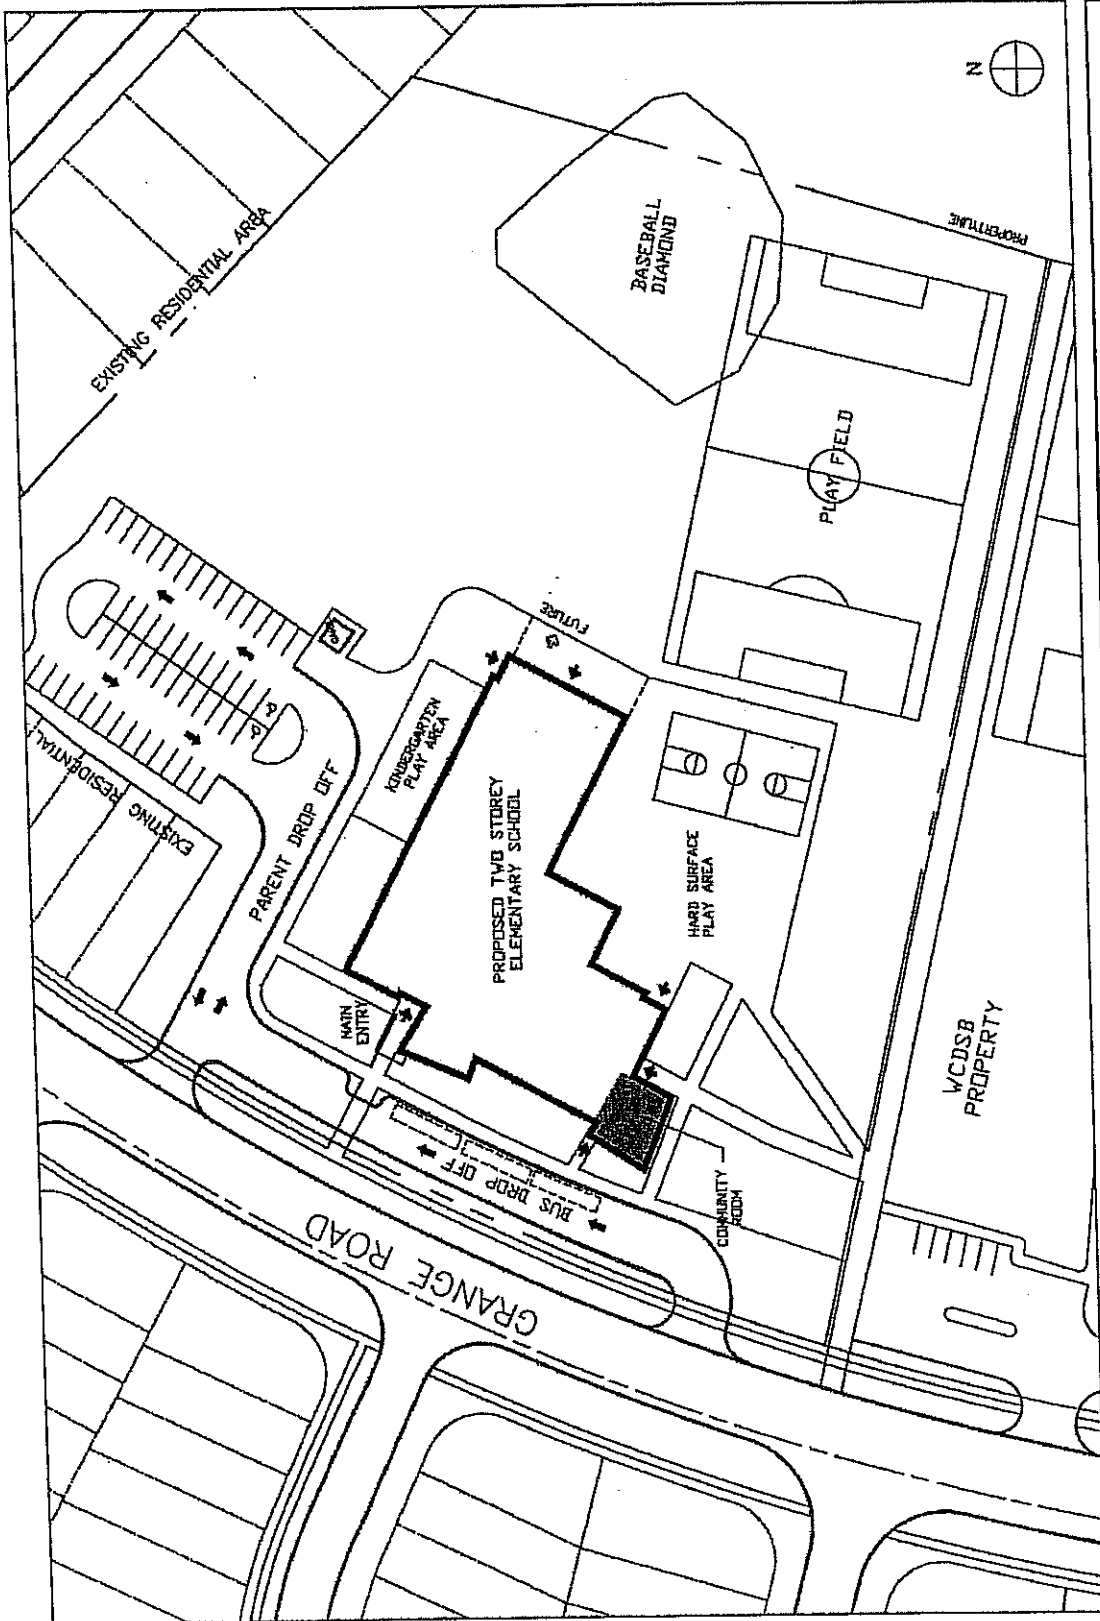 N
EXISTING RESIDENTIAL AREA
BASEBALL
DIAMOND
PROPERTYLINE
PLAY FIELD
FUTURE
KINDERGARTEN
PLAY AREA
EXISTING RESIDENTIAL
PARENT DROP OFF
PROPOSED TWO STOREY
ELEMENTARY SCHOOL
HARD SURFACE
PLAY AREA
MAIN
ENTRY
WCDSB
PROPERTY
BUS DROP OFF
COMMUNITY
ROOM
GRANGE ROAD